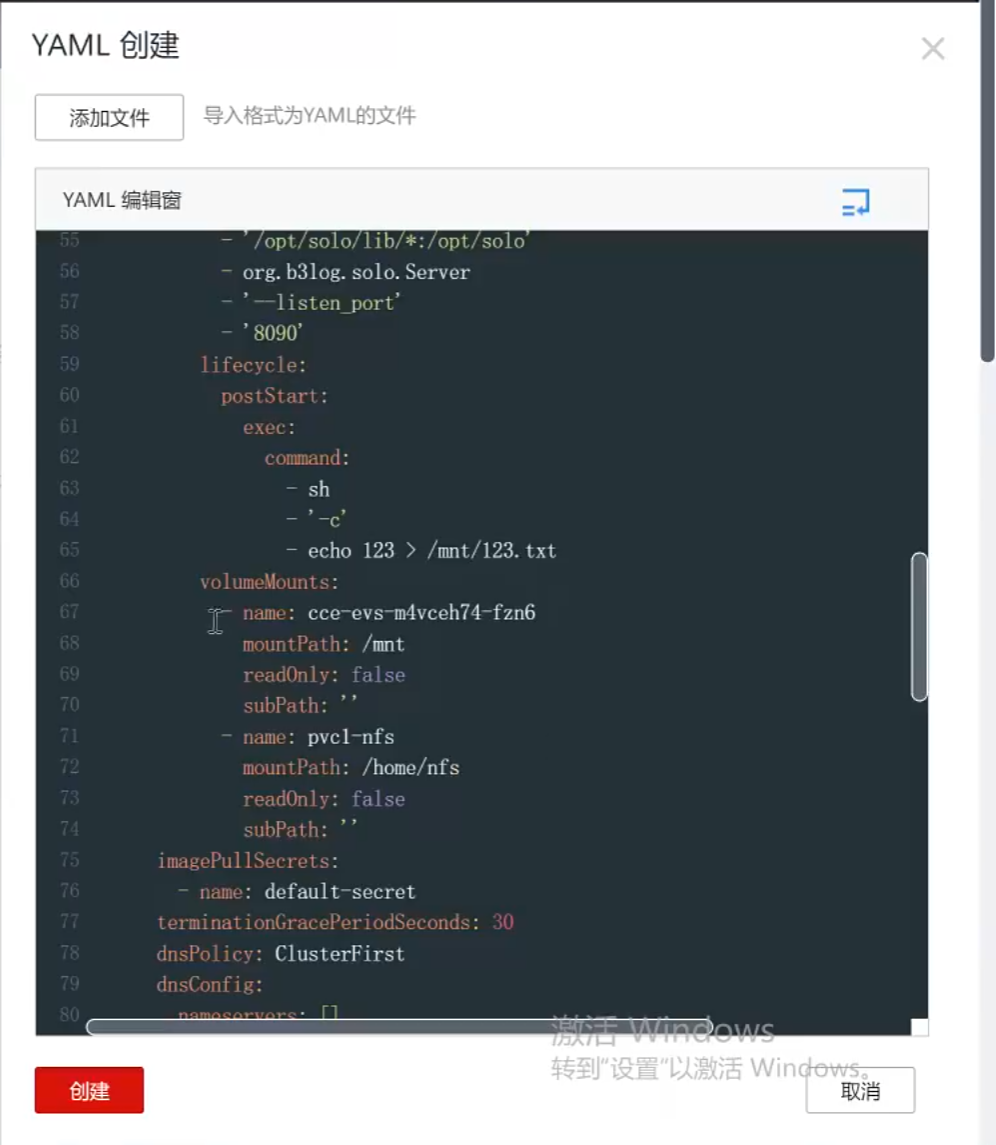 YAML 创建
添加文件 导入格式为YAML的文件
YAML 编辑窗
55 - '/opt/solo/lib/*:/opt/solo'
56 - org.b3log.solo.Server
57 - '--listen_port'
58 - '8090'
59 lifecycle:
60 postStart:
61 exec:
62 command:
63 - sh
64 - '-c'
65 - echo 123 > /mnt/123.txt
66 volumeMounts:
67 - name: cce-evs-m4vceh74-fzn6
68 mountPath: /mnt
69 readOnly: false
70 subPath: ''
71 - name: pvc1-nfs
72 mountPath: /home/nfs
73 readOnly: false
74 subPath: ''
75 imagePullSecrets:
76 - name: default-secret
77 terminationGracePeriodSeconds: 30
78 dnsPolicy: ClusterFirst
79 dnsConfig:
80 nameservers: []
激活 Windows
转到"设置"以激活 Windows。
创建 取消